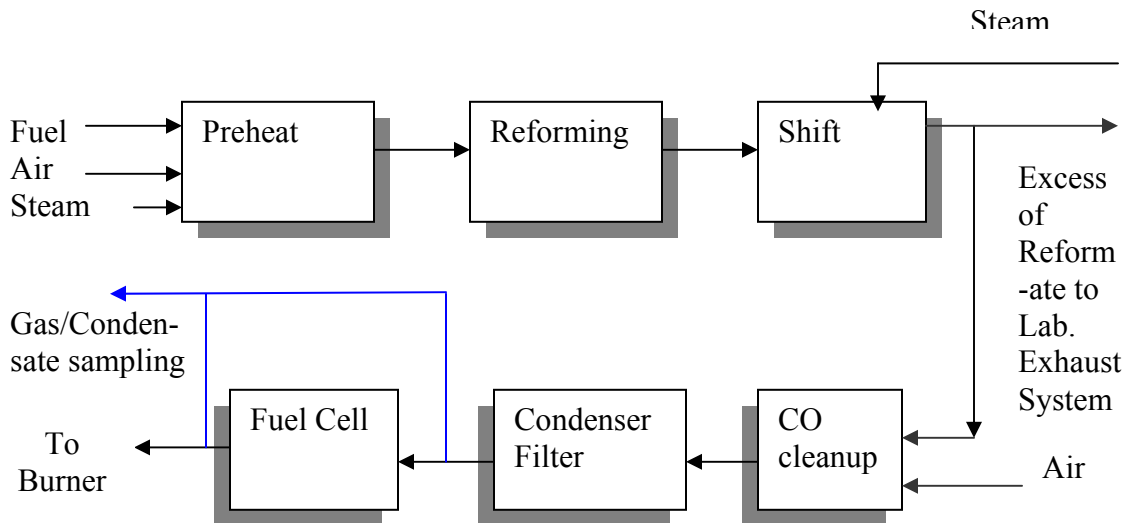 Steam
Fuel
Air
Steam
Preheat
Reforming
Shift
Excess
of
Reform
-ate to
Lab.
Exhaust
System
Gas/Conden-
sate sampling
To
Burner
Fuel Cell
Condenser
Filter
CO
cleanup
Air